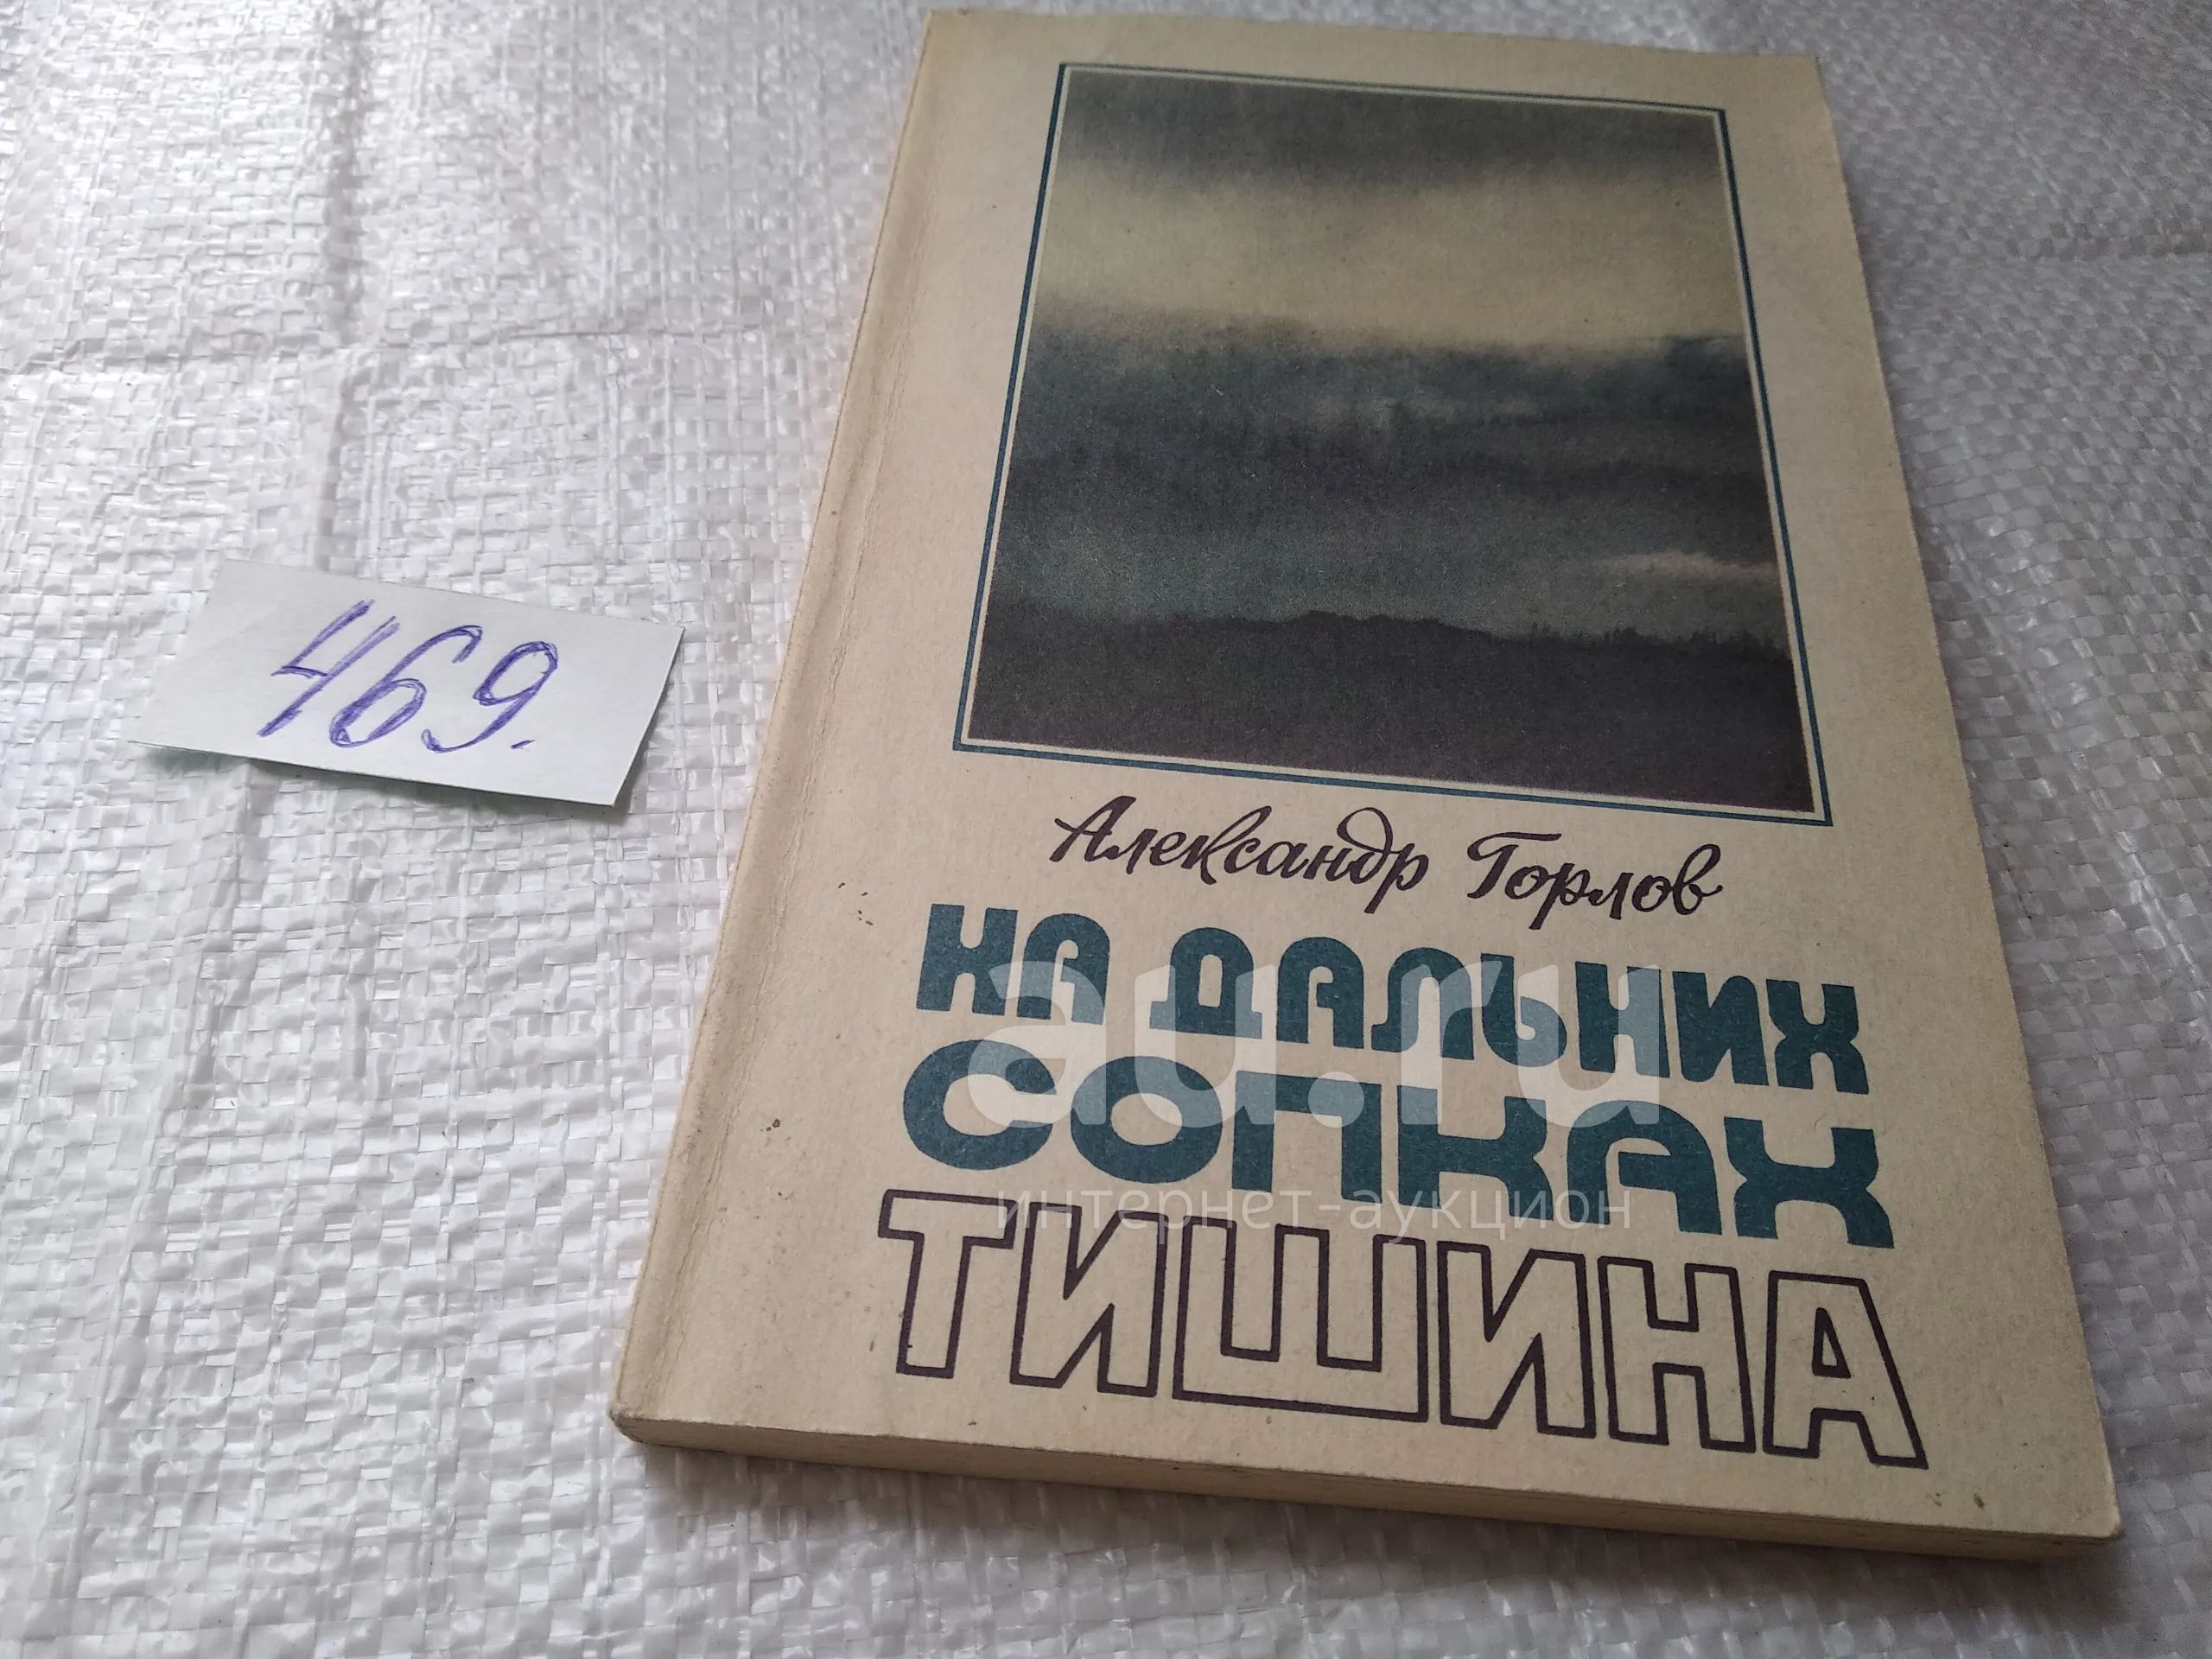 469.
Александр Горлов
НА ДАЛЬНИХ
СОПКАХ
ТИШИНА
au.ru
интернет-аукцион